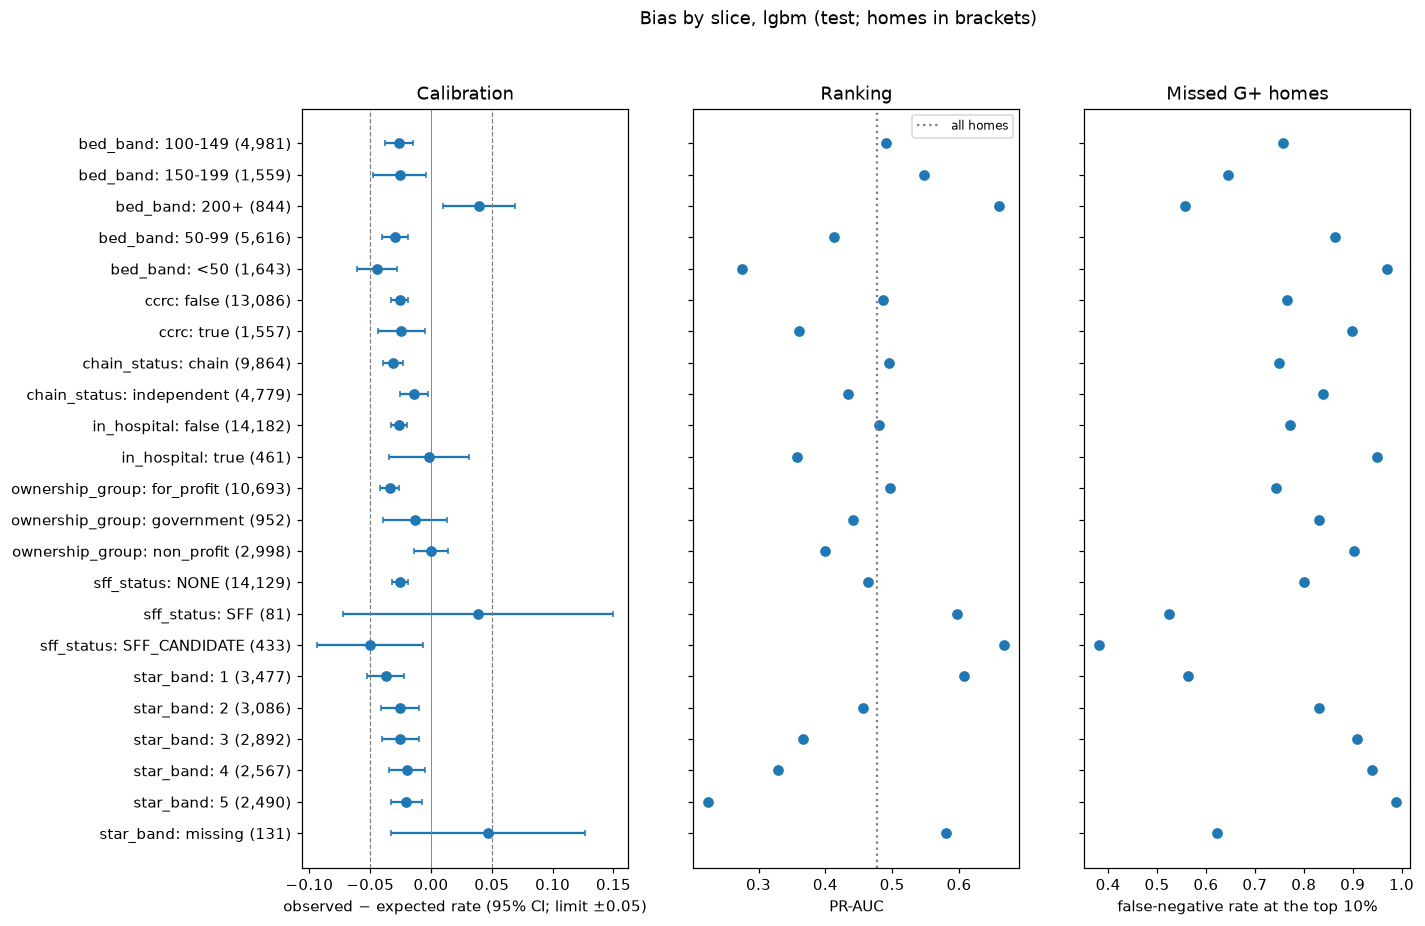 Bias by slice, lgbm (test; homes in brackets)
Calibration
Ranking
Missed G+ homes
all homes
bed_band: 100-149 (4,981)
bed_band: 150-199 (1,559)
bed_band: 200+ (844)
bed_band: 50-99 (5,616)
bed_band: <50 (1,643)
ccrc: false (13,086)
ccrc: true (1,557)
chain_status: chain (9,864)
chain_status: independent (4,779)
in_hospital: false (14,182)
in_hospital: true (461)
ownership_group: for_profit (10,693)
ownership_group: government (952)
ownership_group: non_profit (2,998)
sff_status: NONE (14,129)
sff_status: SFF (81)
sff_status: SFF_CANDIDATE (433)
star_band: 1 (3,477)
star_band: 2 (3,086)
star_band: 3 (2,892)
star_band: 4 (2,567)
star_band: 5 (2,490)
star_band: missing (131)
−0.10 −0.05 0.00 0.05 0.10 0.15
observed − expected rate (95% CI; limit ±0.05)
0.3 0.4 0.5 0.6
PR-AUC
0.4 0.5 0.6 0.7 0.8 0.9 1.0
false-negative rate at the top 10%